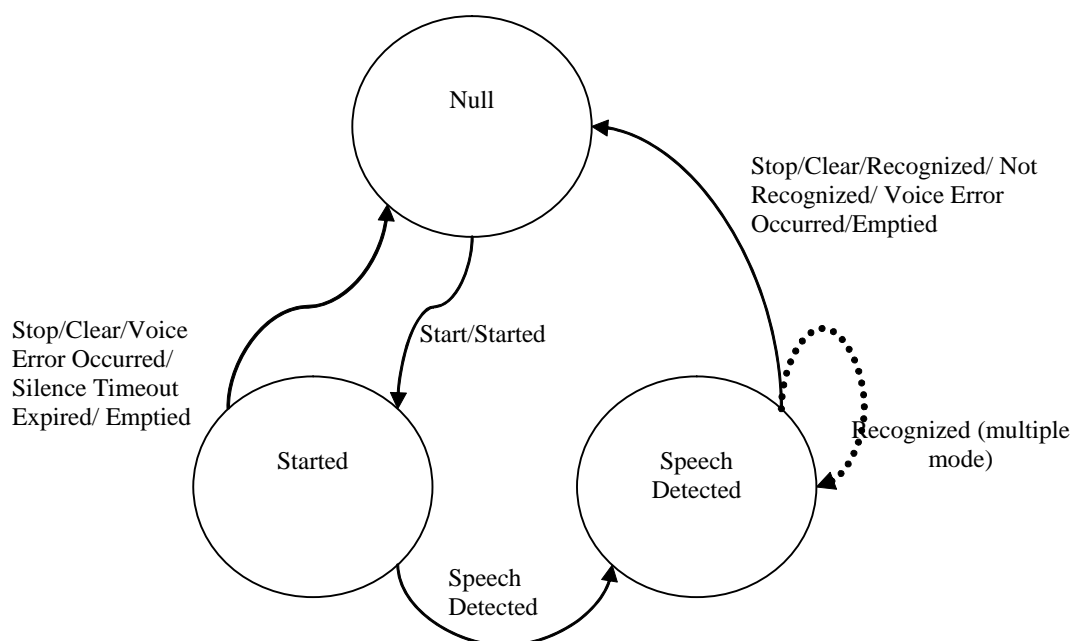 Null
Stop/Clear/Recognized/ Not
Recognized/ Voice Error
Occurred/Emptied
Stop/Clear/Voice
Error Occurred/
Silence Timeout
Expired/ Emptied
Start/Started
Started
Speech
Detected
Recognized (multiple
mode)
Speech
Detected